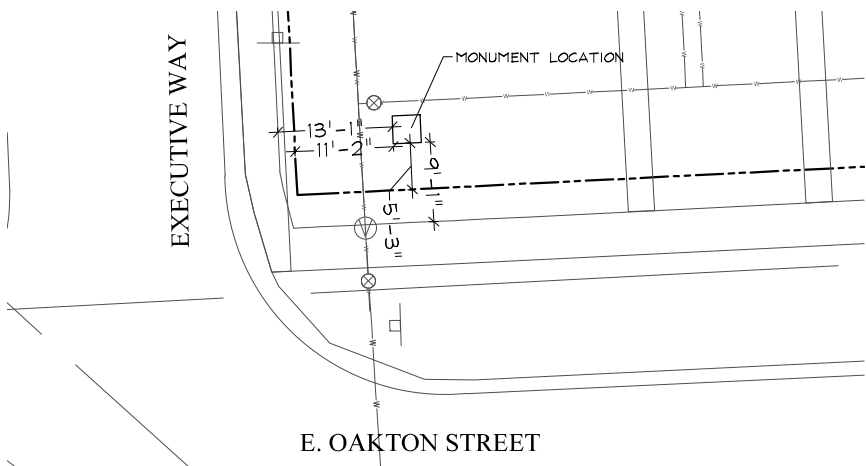 EXECUTIVE WAY
MONUMENT LOCATION
13'-1"
11'-2"
9'-1"
5'-3"
W
E. OAKTON STREET